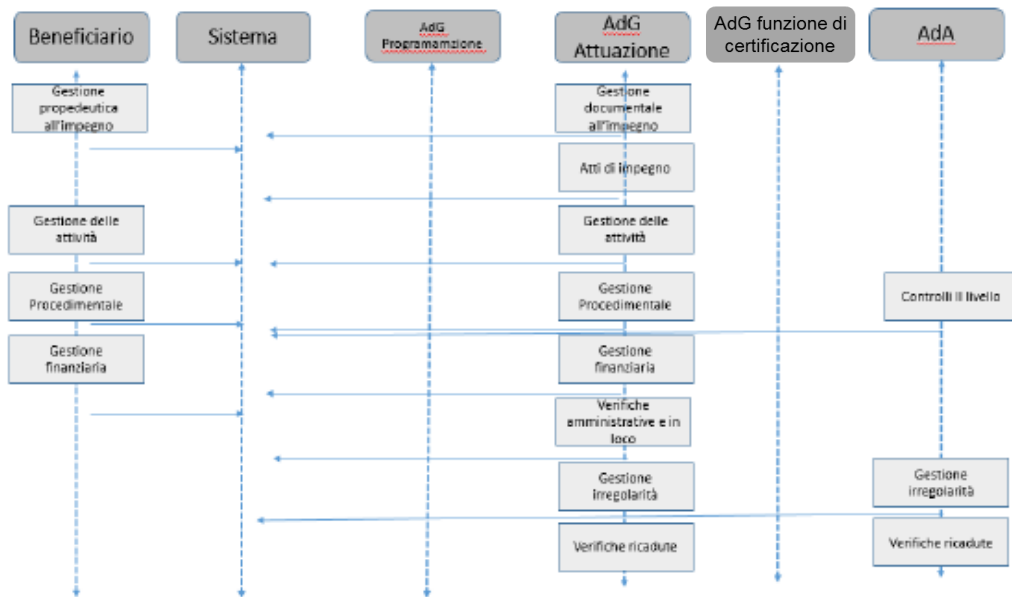 Beneficiario
Sistema
AdG
Programamzione
AdG
Attuazione
AdG funzione di
certificazione
AdA
Gestione
propedeutica
all'impegno
Gestione
documentale
all'impegno
Atti di impegno
Gestione delle
attività
Gestione delle
attività
Gestione
Procedimentale
Gestione
Procedimentale
Controlli II livello
Gestione
finanziaria
Gestione
finanziaria
Verifiche
amministrative e in
loco
Gestione
irregolarità
Gestione
irregolarità
Verifiche ricadute
Verifiche ricadute